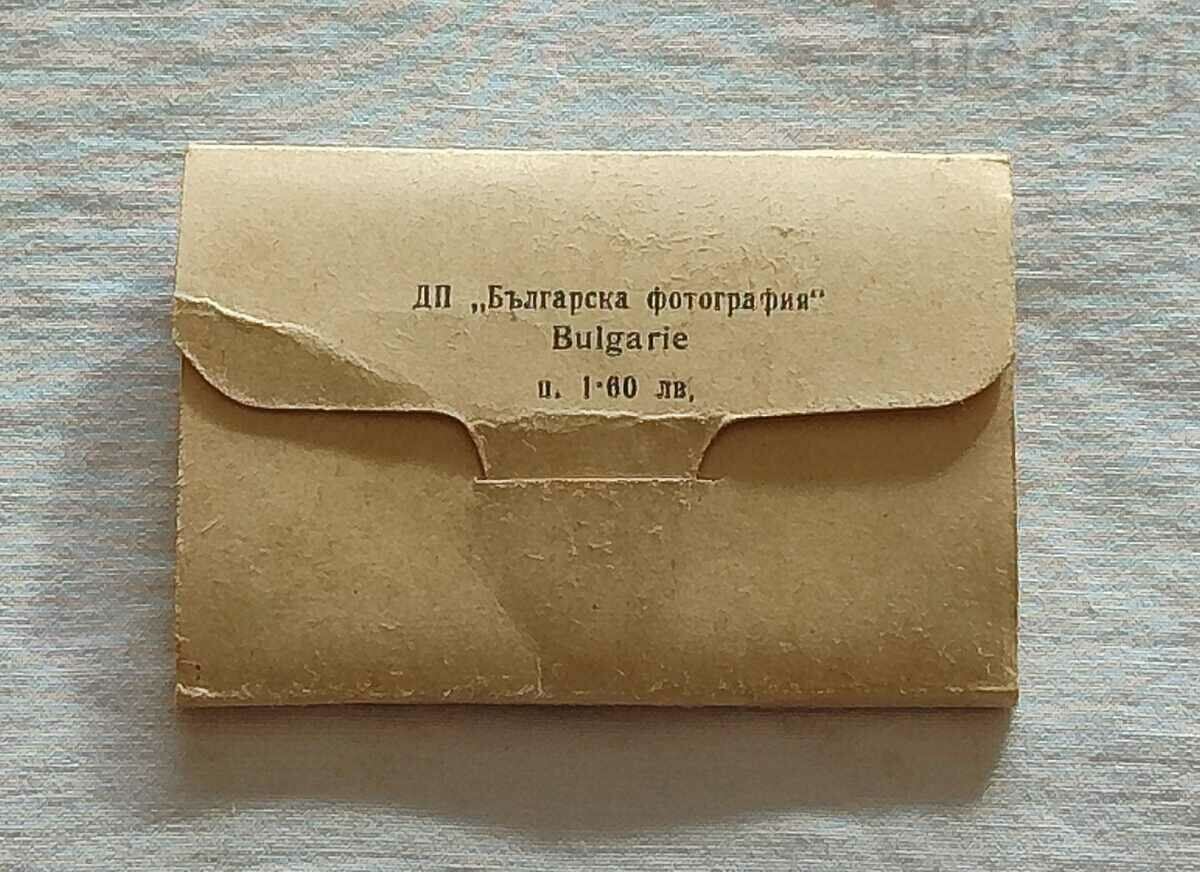 ДП „Българска фотография“
Bulgarie
ц. 1·60 лв.